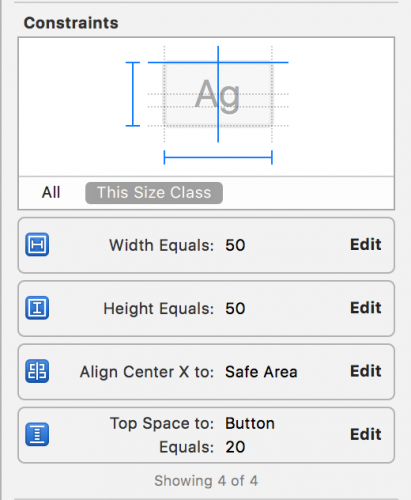 Constraints
Ag
All This Size Class
Width Equals: 50 Edit
Height Equals: 50 Edit
Align Center X to: Safe Area Edit
Top Space to: Button
Equals: 20 Edit
Showing 4 of 4